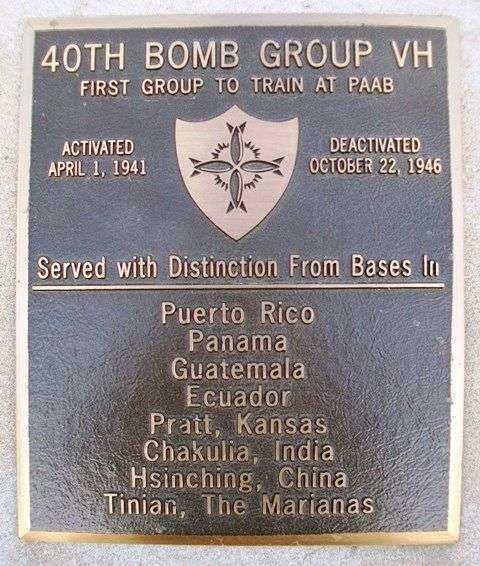 40TH BOMB GROUP VH
FIRST GROUP TO TRAIN AT PAAB
ACTIVATED
APRIL 1, 1941
DEACTIVATED
OCTOBER 22, 1946
Served with Distinction From Bases In
Puerto Rico
Panama
Guatemala
Ecuador
Pratt, Kansas
Chakulia, India
Hsinching, China
Tinian, The Marianas